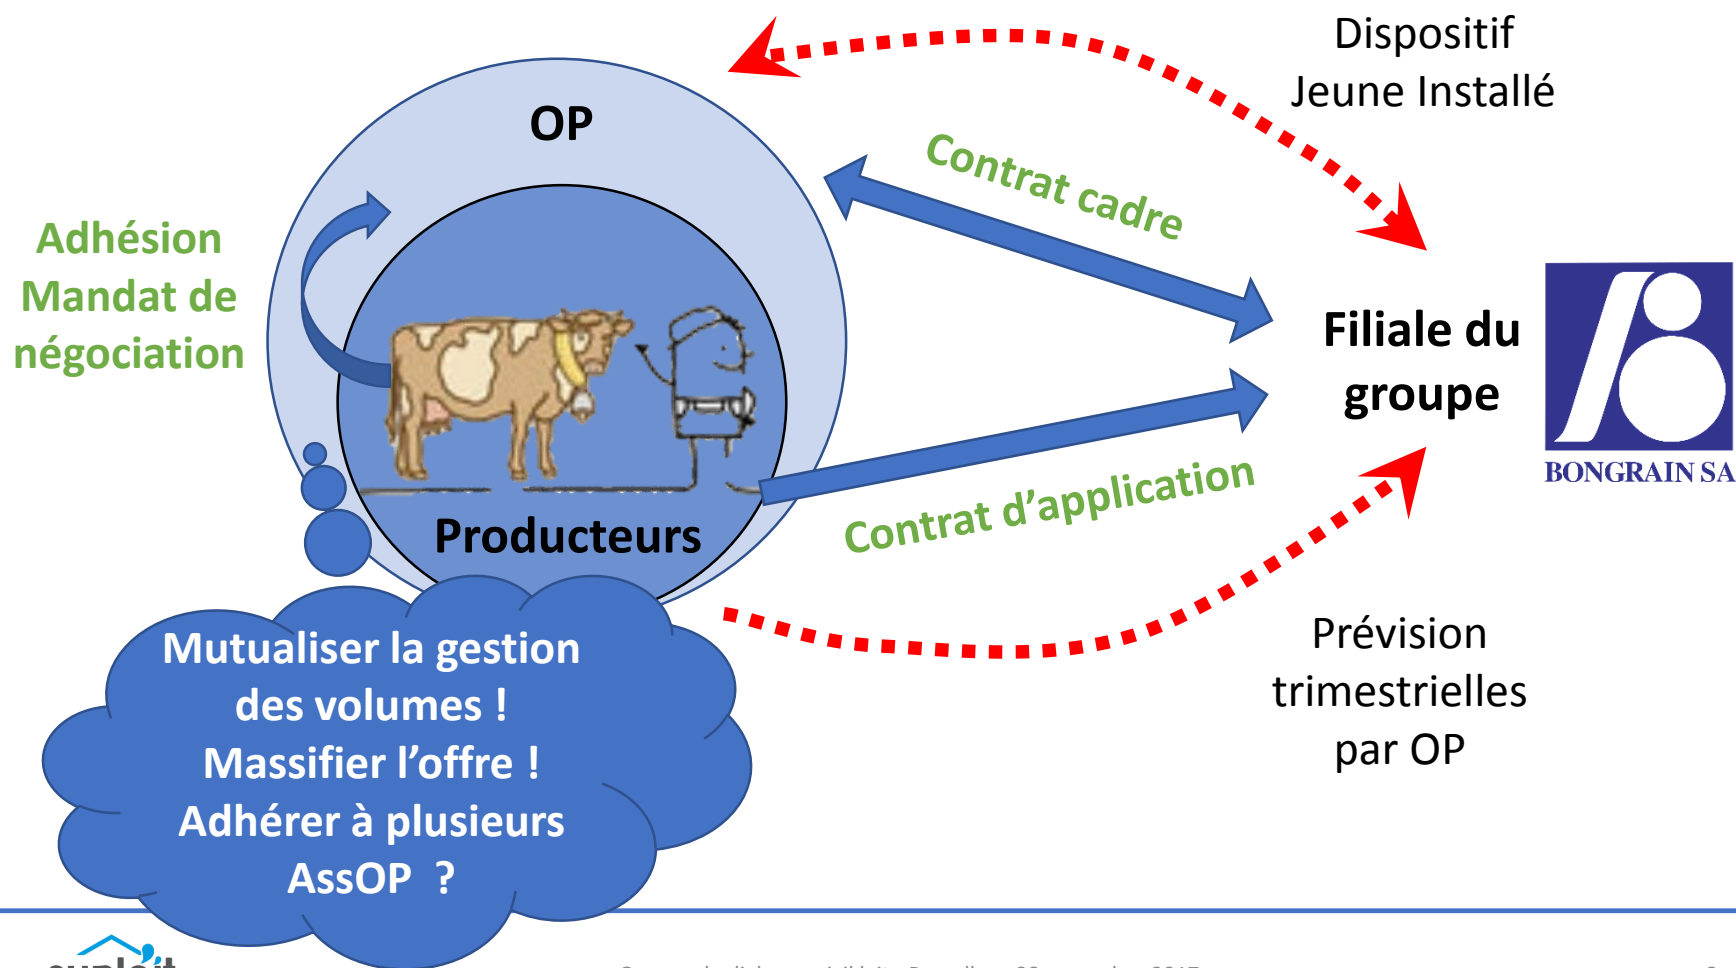 Dispositif
Jeune Installé
OP
Contrat cadre
Adhésion
Mandat de
négociation
Filiale du
groupe
BONGRAIN SA
Contrat d’application
Producteurs
Mutualiser la gestion
des volumes !
Massifier l’offre !
Adhérer à plusieurs
AssOP ?
Prévision
trimestrielles
par OP